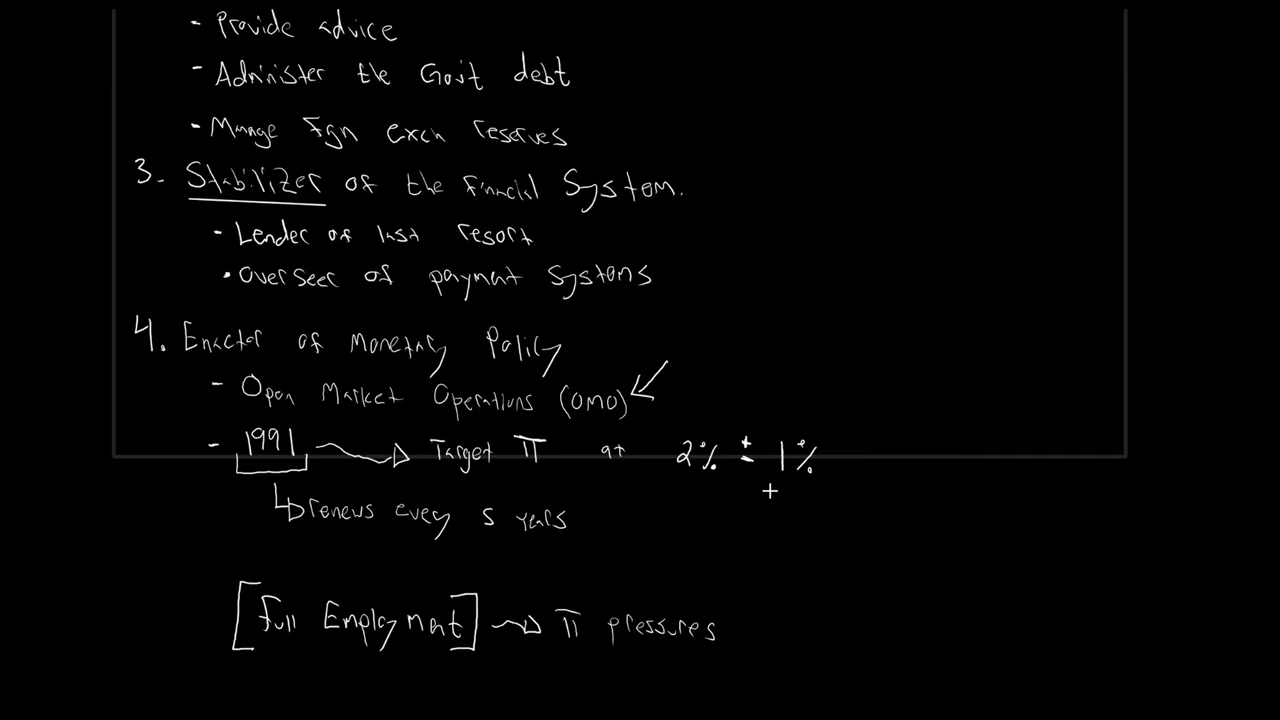 - Provide advice
- Administer the Gov't debt
- Manage Fgn exch reserves
3. Stabilizer of the Financial System.
- Lender of last resort
- Overseer of payment Systems
4. Enactor of Monetary Policy
- Open Market Operations (OMO)
- 1991 → Target π at 2% ± 1%
↳ renews every 5 years
[Full Employment] → π pressures